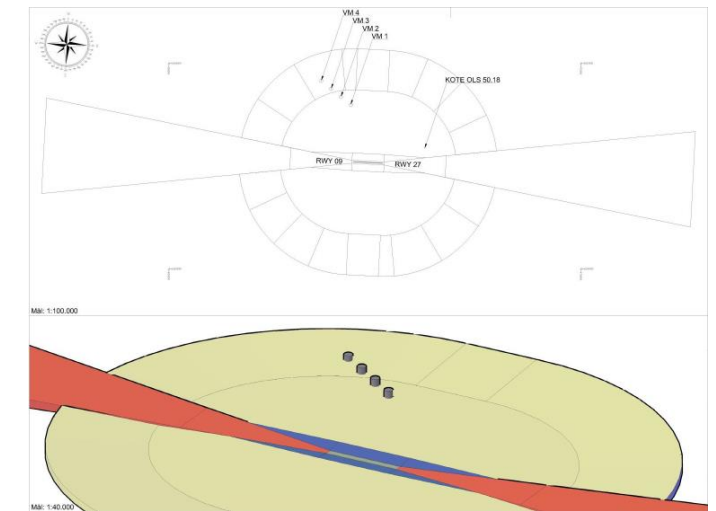 VM 4
VM 3
VM 2
VM 1
KOTE OLS 50,18
RWY 09
RWY 27
Mål: 1:100.000
Mål: 1:40.000